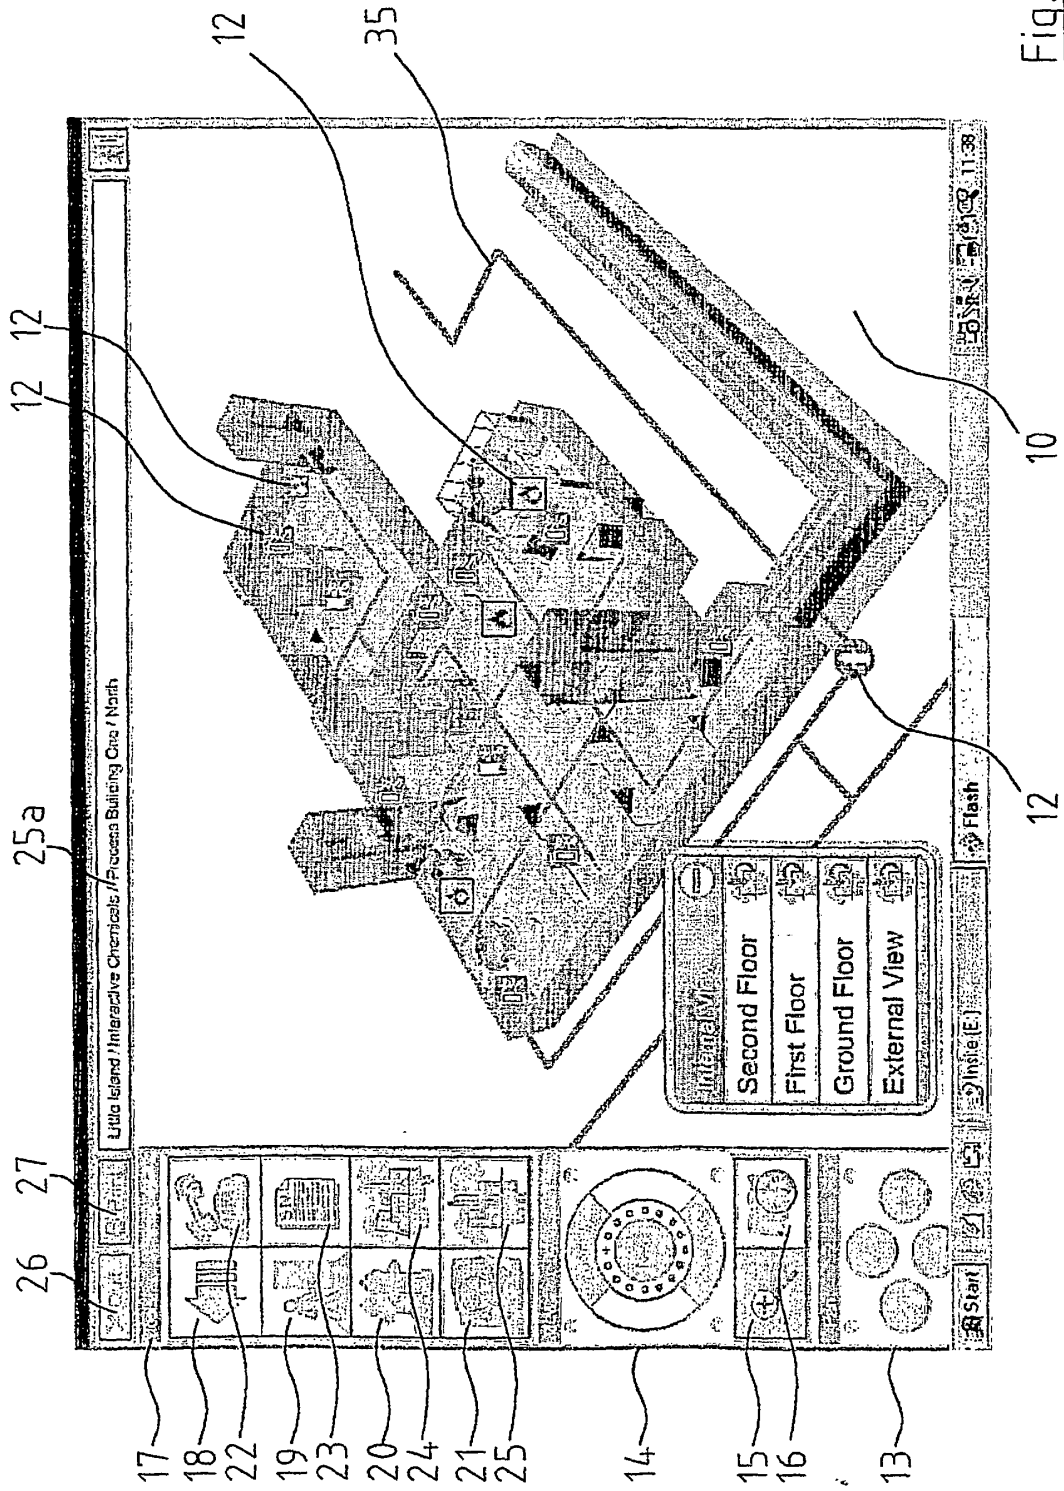 25a
12
12
12
35
26
27
Little Island / Interactive Chemicals / Process Building One / North
Print
17
18
22
19
23
20
24
21
25
14
15
16
13
Second Floor
First Floor
Ground Floor
External View
12
10
Start
Flash
11:38
Fig.